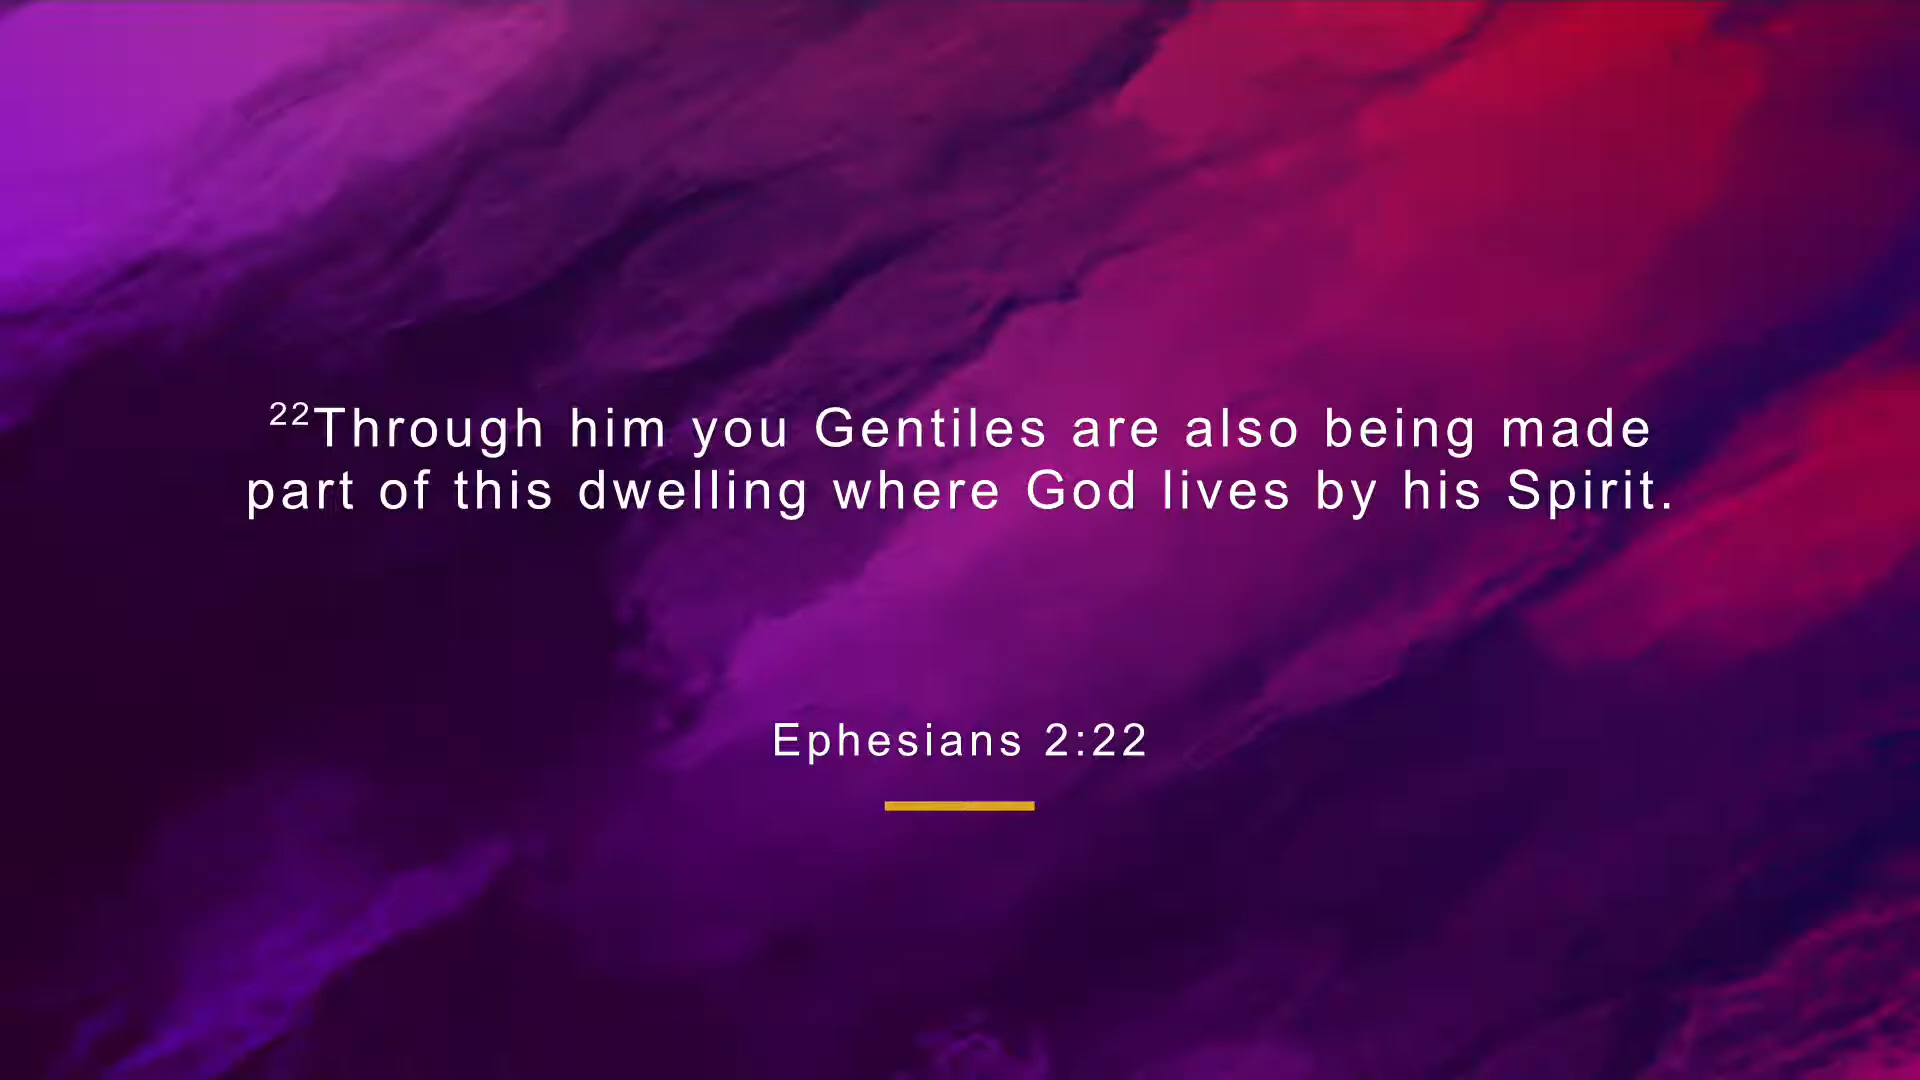 ²²Through him you Gentiles are also being made
part of this dwelling where God lives by his Spirit.
Ephesians 2:22